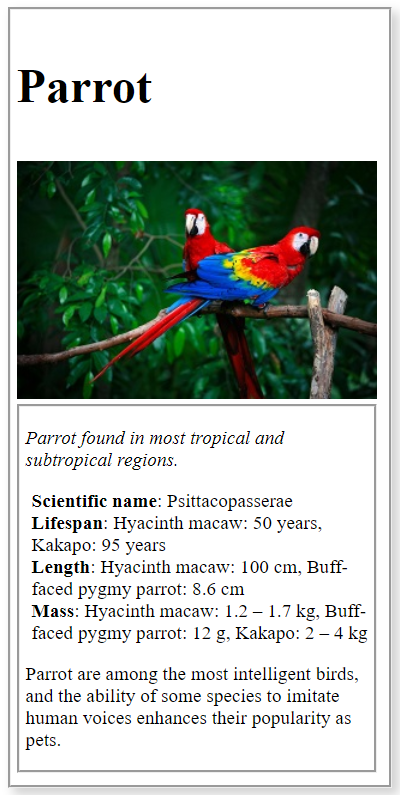 Parrot
Parrot found in most tropical and
subtropical regions.
Scientific name: Psittacopasserae
Lifespan: Hyacinth macaw: 50 years,
Kakapo: 95 years
Length: Hyacinth macaw: 100 cm, Buff-
faced pygmy parrot: 8.6 cm
Mass: Hyacinth macaw: 1.2 – 1.7 kg, Buff-
faced pygmy parrot: 12 g, Kakapo: 2 – 4 kg
Parrot are among the most intelligent birds,
and the ability of some species to imitate
human voices enhances their popularity as
pets.